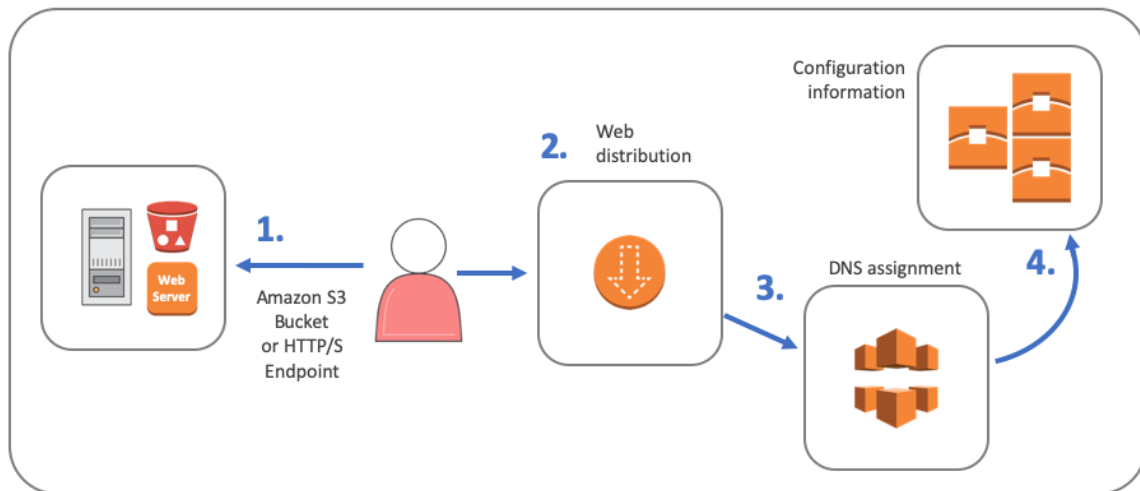 Configuration
information
2.
Web
distribution
1.
Web
Server
Amazon S3
Bucket
or HTTP/S
Endpoint
3.
DNS assignment
4.